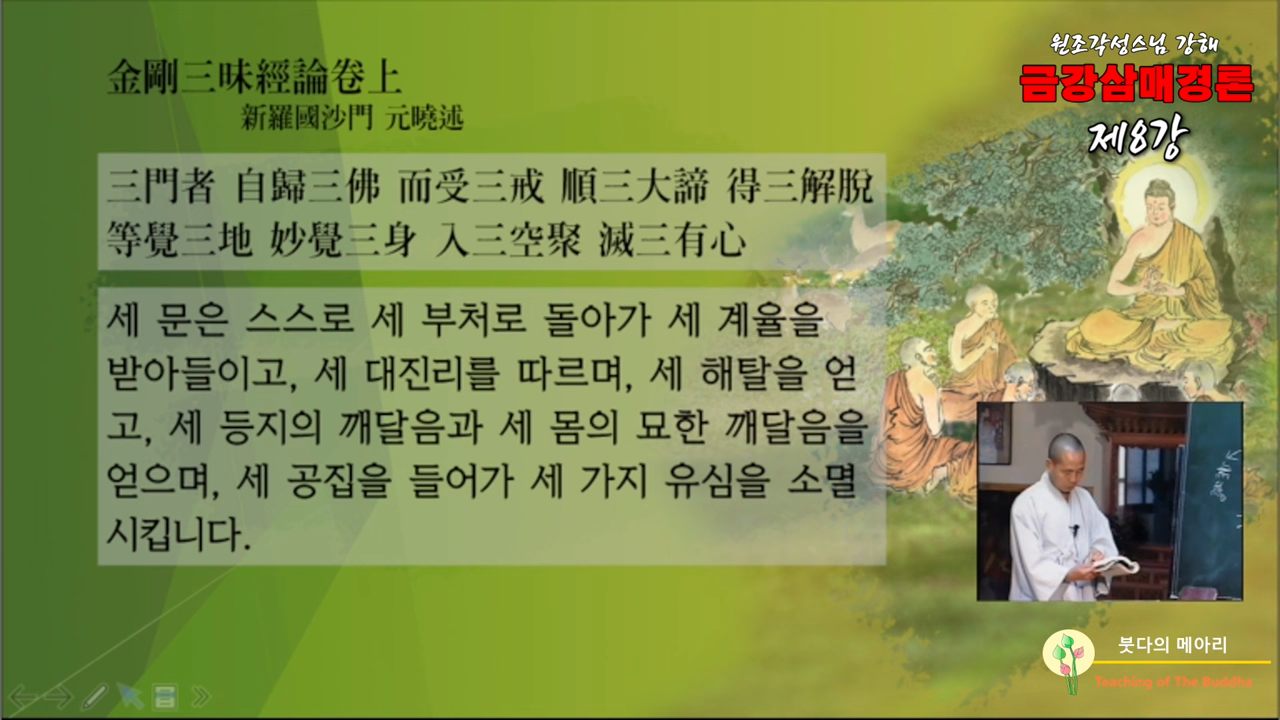 金剛三昧經論卷上
新羅國沙門 元曉述
三門者 自歸三佛 而受三戒 順三大諦 得三解脫
等覺三地 妙覺三身 入三空聚 滅三有心
세 문은 스스로 세 부처로 돌아가 세 계율을
받아들이고, 세 대진리를 따르며, 세 해탈을 얻
고, 세 등지의 깨달음과 세 몸의 묘한 깨달음을
얻으며, 세 공집을 들어가 세 가지 유심을 소멸
시킵니다.
원조각성스님 강해
금강삼매경론
제8강
붓다의 메아리
Teaching of The Buddha